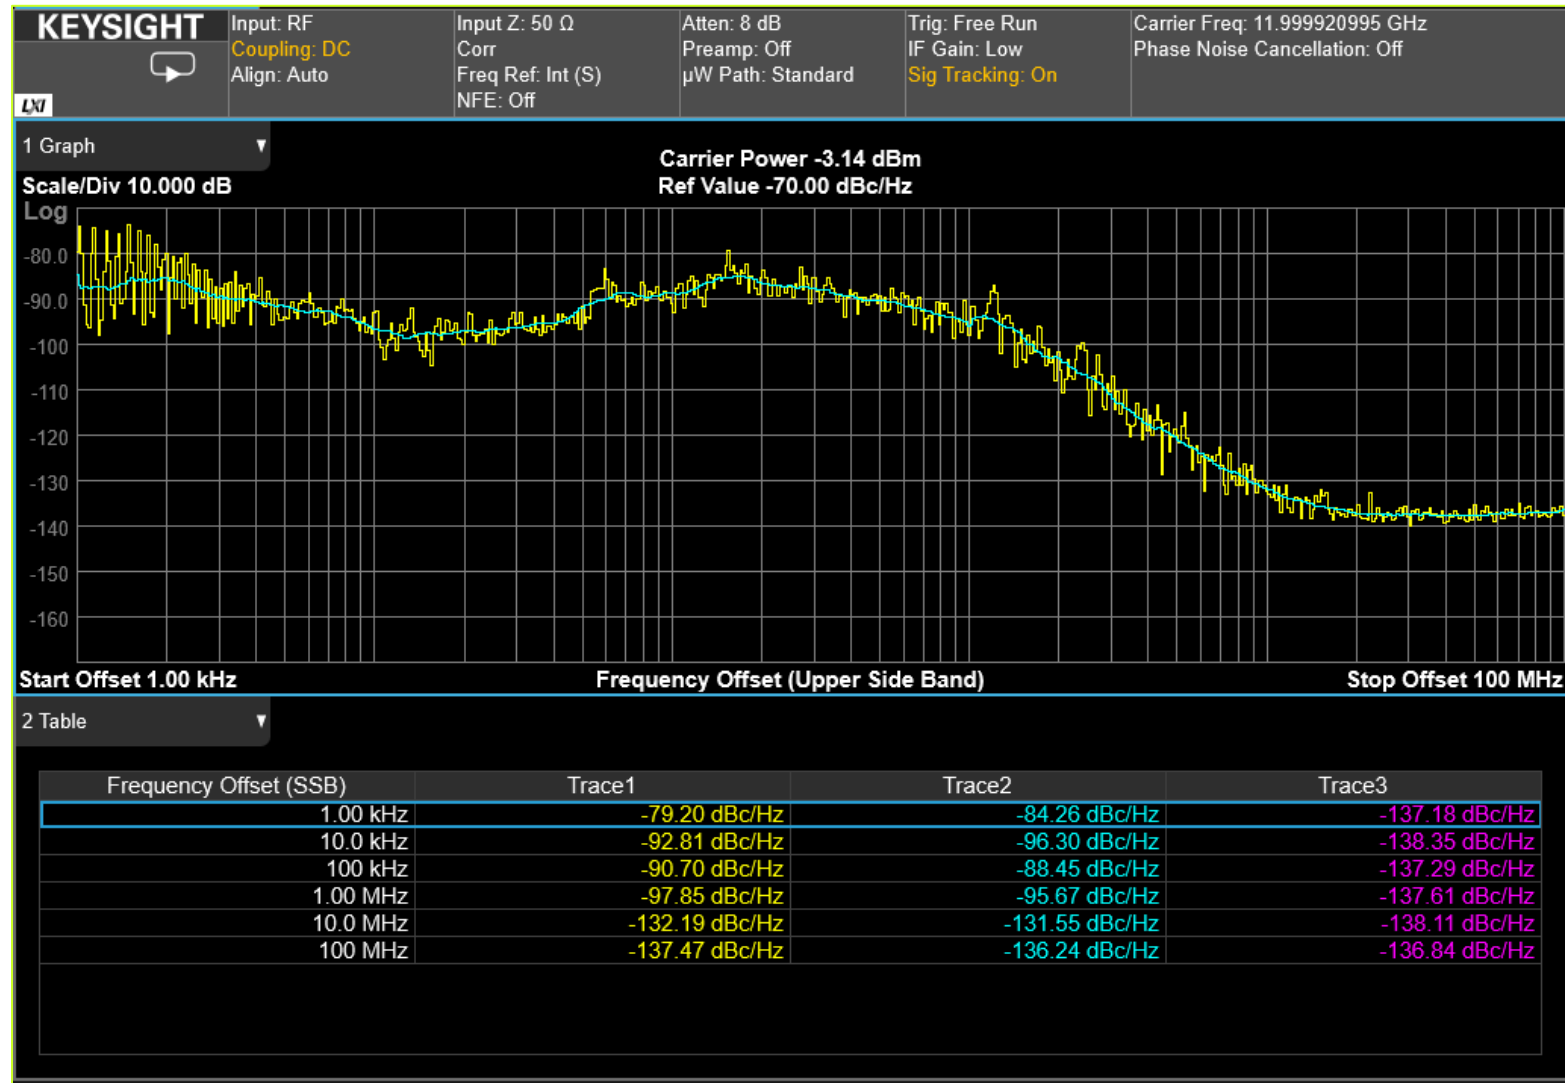 KEYSIGHT
LXI
Input: RF
Coupling: DC
Align: Auto
Input Z: 50 Ω
Corr
Freq Ref: Int (S)
NFE: Off
Atten: 8 dB
Preamp: Off
µW Path: Standard
Trig: Free Run
IF Gain: Low
Sig Tracking: On
Carrier Freq: 11.999920995 GHz
Phase Noise Cancellation: Off
1 Graph
Scale/Div 10.000 dB
Carrier Power -3.14 dBm
Ref Value -70.00 dBc/Hz
Log
-80.0
-90.0
-100
-110
-120
-130
-140
-150
-160
Start Offset 1.00 kHz
Frequency Offset (Upper Side Band)
Stop Offset 100 MHz
2 Table
Frequency Offset (SSB) Trace1 Trace2 Trace3
1.00 kHz -79.20 dBc/Hz -84.26 dBc/Hz -137.18 dBc/Hz
10.0 kHz -92.81 dBc/Hz -96.30 dBc/Hz -138.35 dBc/Hz
100 kHz -90.70 dBc/Hz -88.45 dBc/Hz -137.29 dBc/Hz
1.00 MHz -97.85 dBc/Hz -95.67 dBc/Hz -137.61 dBc/Hz
10.0 MHz -132.19 dBc/Hz -131.55 dBc/Hz -138.11 dBc/Hz
100 MHz -137.47 dBc/Hz -136.24 dBc/Hz -136.84 dBc/Hz